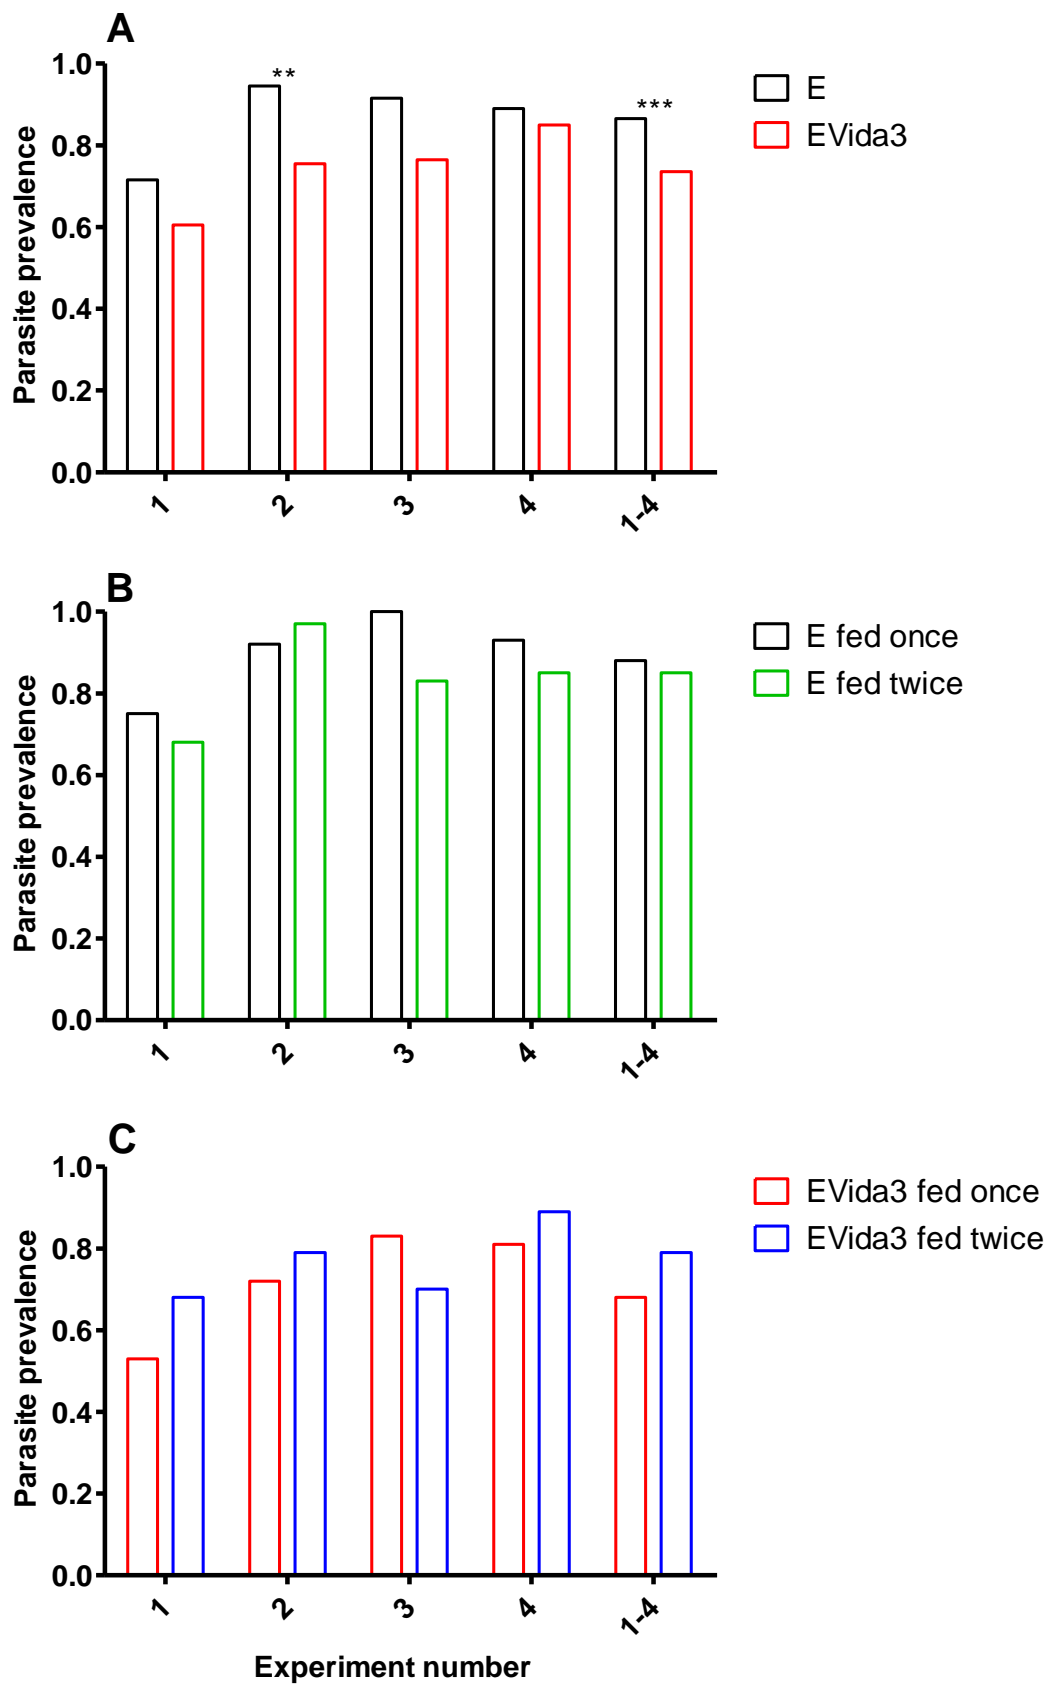 A
1.0
0.8
0.6
0.4
0.2
0.0
Parasite prevalence
**
***
1
2
3
4
1-4
E
EVida3
B
1.0
0.8
0.6
0.4
0.2
0.0
Parasite prevalence
1
2
3
4
1-4
E fed once
E fed twice
C
1.0
0.8
0.6
0.4
0.2
0.0
Parasite prevalence
1
2
3
4
1-4
EVida3 fed once
EVida3 fed twice
Experiment number